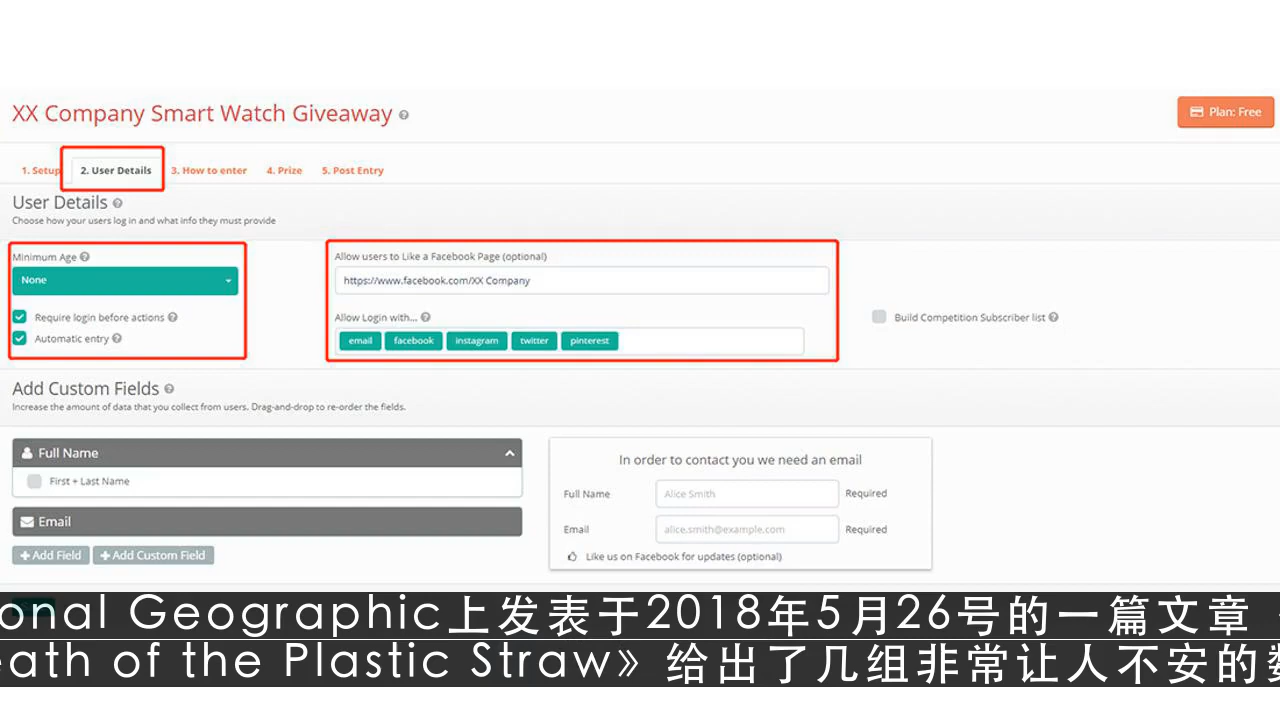 XX Company Smart Watch Giveaway
Plan: Free
1. Setup 2. User Details 3. How to enter 4. Prize 5. Post Entry
User Details
Choose how your users log in and what info they must provide
Minimum Age
None
Require login before actions
Automatic entry
Allow users to Like a Facebook Page (optional)
https://www.facebook.com/XX Company
Allow Login with...
email facebook instagram twitter pinterest
Build Competition Subscriber list
Add Custom Fields
Increase the amount of data that you collect from users. Drag-and-drop to re-order the fields.
Full Name
First + Last Name
Email
Add Field Add Custom Field
In order to contact you we need an email
Full Name Alice Smith Required
Email alice.smith@example.com Required
Like us on Facebook for updates (optional)
onal Geographic上发表于2018年5月26号的一篇文章
eath of the Plastic Straw》给出了几组非常让人不安的数